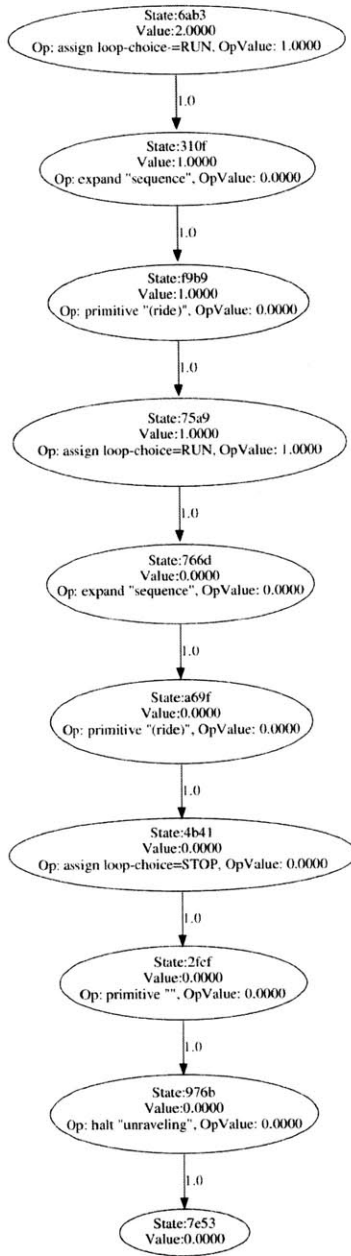 State:6ab3
Value:2.0000
Op: assign loop-choice=RUN, OpValue: 1.0000
1.0
State:310f
Value:1.0000
Op: expand "sequence", OpValue: 0.0000
1.0
State:f9b9
Value:1.0000
Op: primitive "(ride)", OpValue: 0.0000
1.0
State:75a9
Value:1.0000
Op: assign loop-choice=RUN, OpValue: 1.0000
1.0
State:766d
Value:0.0000
Op: expand "sequence", OpValue: 0.0000
1.0
State:a69f
Value:0.0000
Op: primitive "(ride)", OpValue: 0.0000
1.0
State:4b41
Value:0.0000
Op: assign loop-choice=STOP, OpValue: 0.0000
1.0
State:2fcf
Value:0.0000
Op: primitive "", OpValue: 0.0000
1.0
State:976b
Value:0.0000
Op: halt "unraveling", OpValue: 0.0000
1.0
State:7e53
Value:0.0000